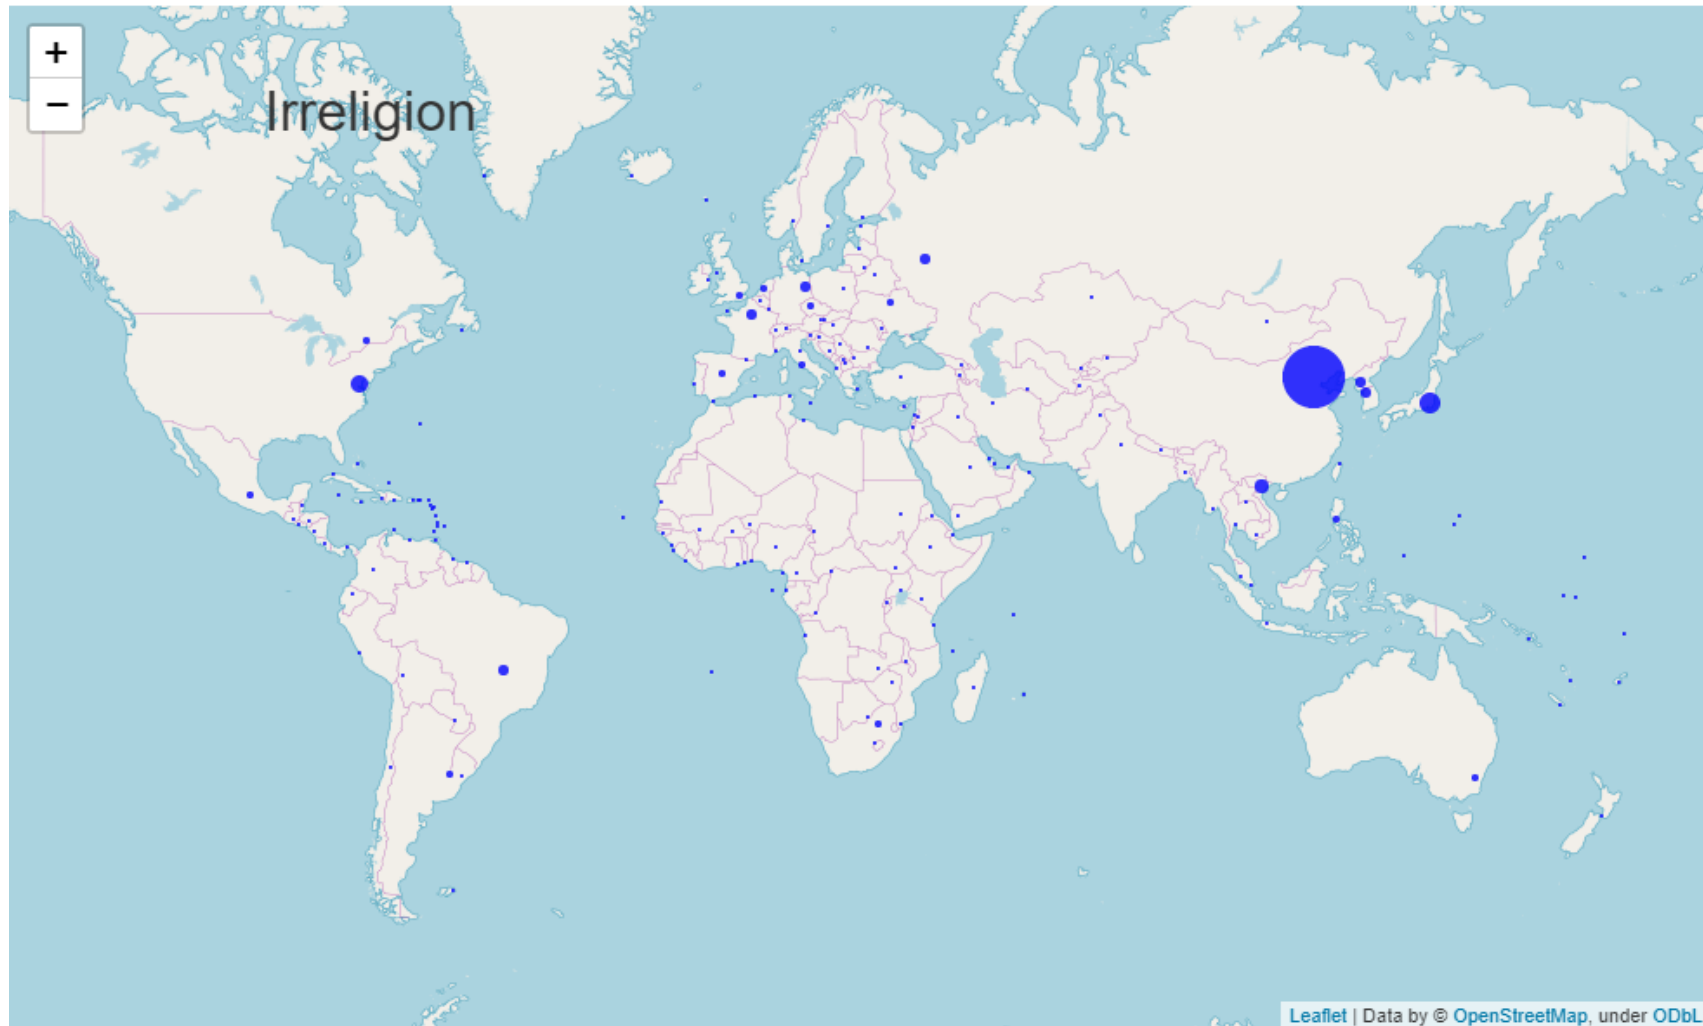 +
−
Irreligion
Leaflet | Data by © OpenStreetMap, under ODbL